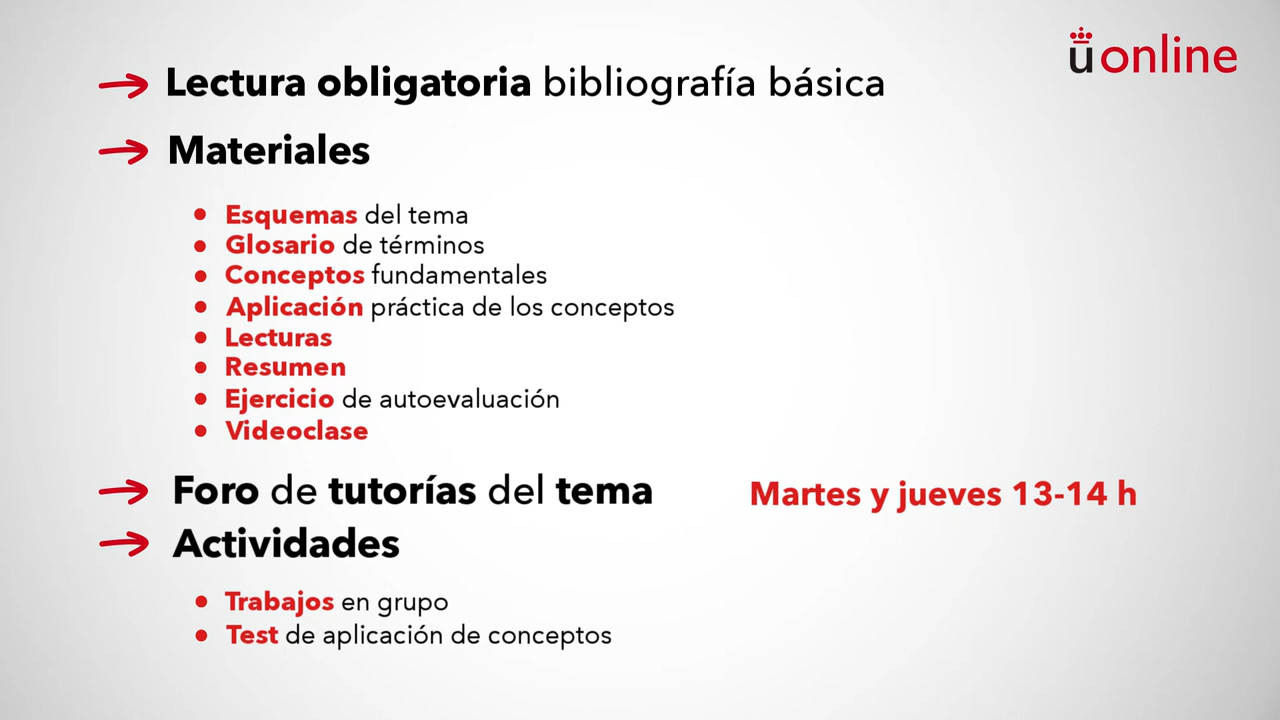 uonline
Lectura obligatoria bibliografía básica
Materiales
Esquemas del tema
Glosario de términos
Conceptos fundamentales
Aplicación práctica de los conceptos
Lecturas
Resumen
Ejercicio de autoevaluación
Videoclase
Foro de tutorías del tema
Martes y jueves 13-14 h
Actividades
Trabajos en grupo
Test de aplicación de conceptos